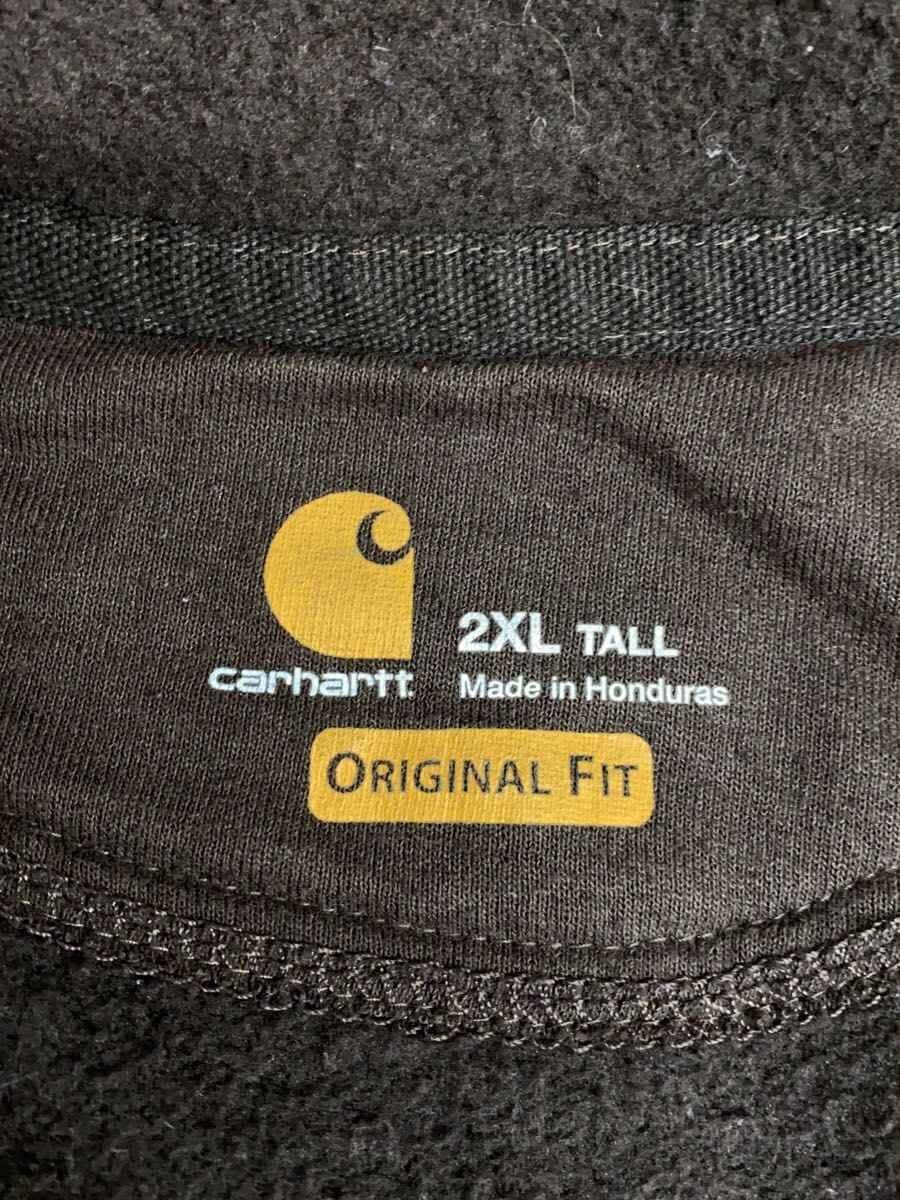 2XL TALL
carhartt
Made in Honduras
ORIGINAL FIT